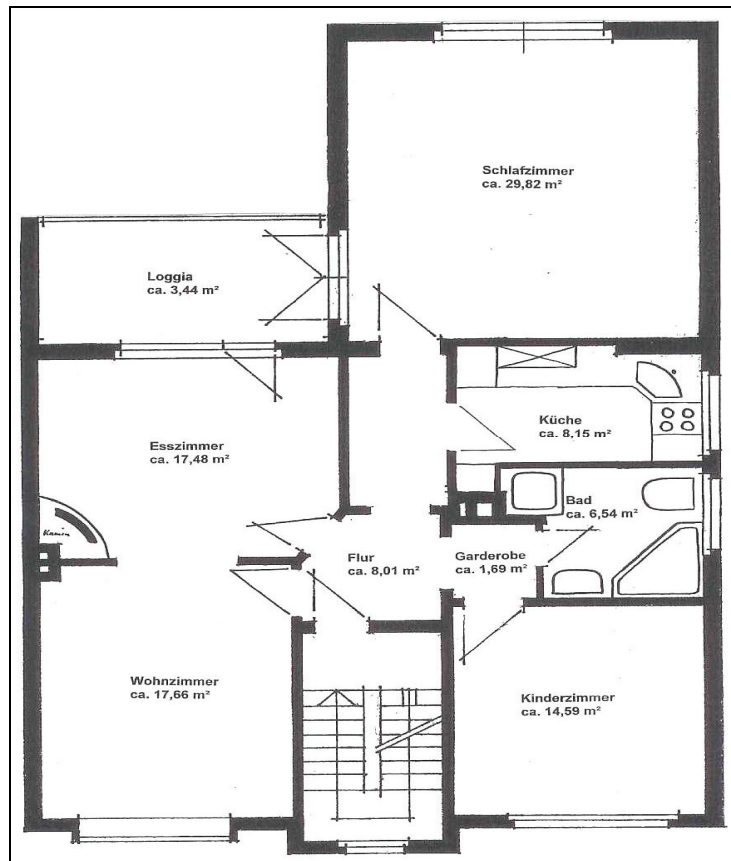 Schlafzimmer
ca. 29,82 m²
Loggia
ca. 3,44 m²
Küche
ca. 8,15 m²
Esszimmer
ca. 17,48 m²
Bad
ca. 6,54 m²
Kamin
Flur
ca. 8,01 m²
Garderobe
ca. 1,69 m²
Wohnzimmer
ca. 17,66 m²
Kinderzimmer
ca. 14,59 m²